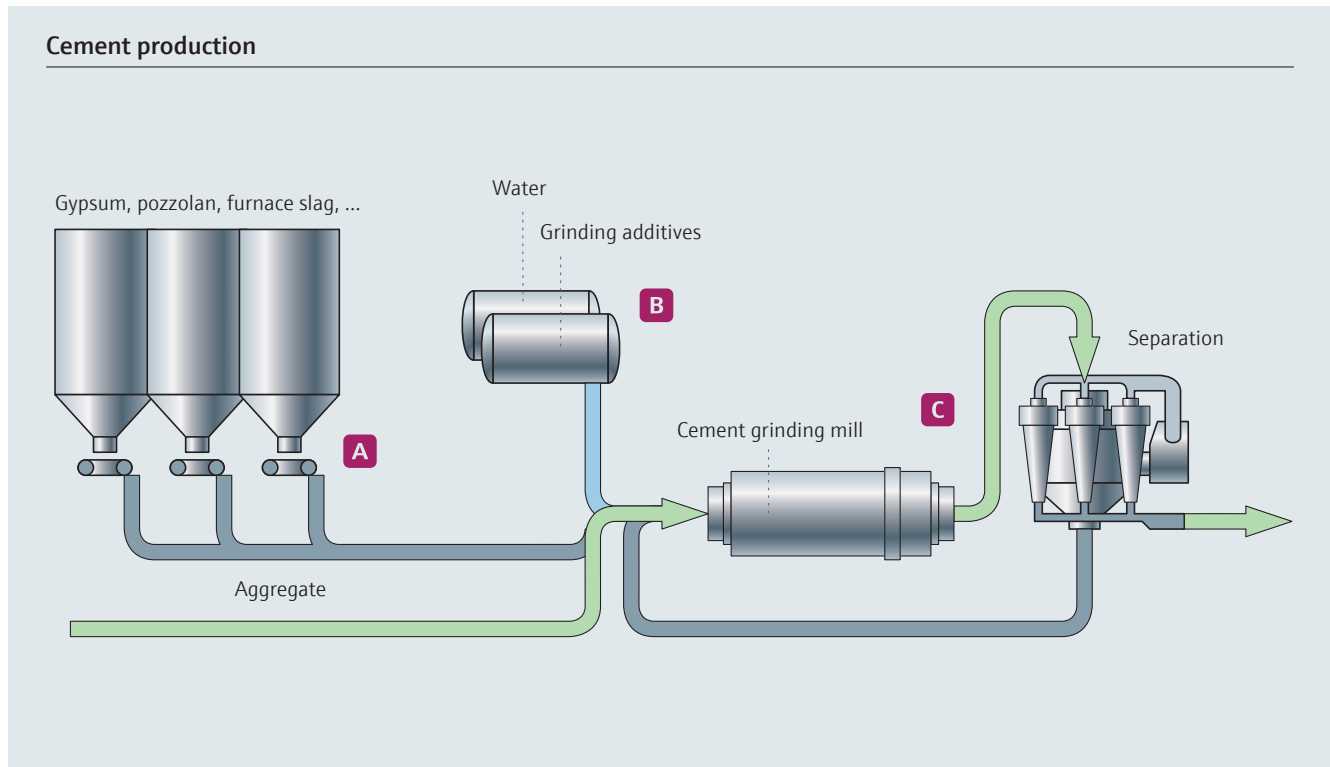 Cement production
Gypsum, pozzolan, furnace slag, ...
Water
Grinding additives
B
Separation
C
Cement grinding mill
A
Aggregate